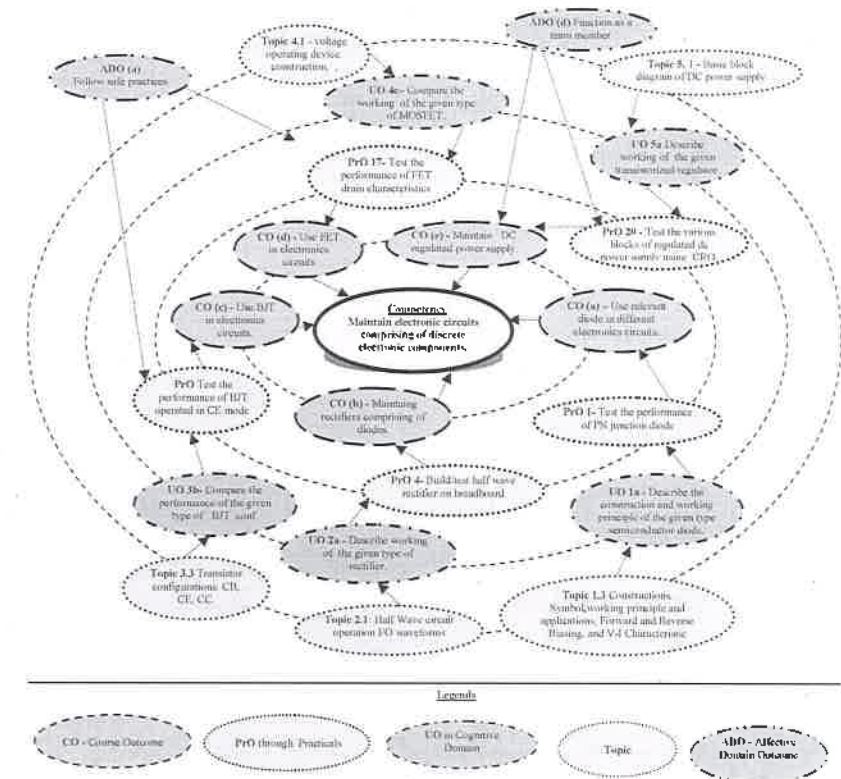 ADO (d) Function as a
team member
Topic 4.1 - voltage
operating device
construction,
Topic 5. 1 - Basic block
diagram of DC power supply
ADO (a)
Follow safe practices
UO 4c- Compare the
working of the given type
of MOSFET.
UO 5a Describe
working of the given
transistorized regulator
PrO 17- Test the
performance of FET
drain characteristics
CO (d) - Use FET
in electronics
circuits
CO (e) - Maintain DC
regulated power supply.
PrO 20 - Test the various
blocks of regulated dc
power supply using CRO.
CO (c) - Use BJT
in electronics
circuits.
Competency
Maintain electronic circuits
comprising of discrete
electronic components.
CO (a) - Use relevant
diode in different
electronics circuits.
PrO Test the
performance of BJT
operated in CE mode
CO (b) - Maintaing
rectifiers comprising of
diodes.
PrO 1- Test the performance
of PN junction diode
UO 3b- Compare the
performance of the given
type of BJT conf
PrO 4- Build/test half wave
rectifier on breadboard
UO 1a - Describe the
construction and working
principle of the given type
semiconductor diode.
UO 2a - Describe working
of the given type of
rectifier.
Topic 3.3 Transistor
configurations: CB,
CE, CC.
Topic 2.1: Half Wave circuit
operation I/O waveforms
Topic 1.3 Constructions,
Symbol,working principle and
applications, Forward and Reverse
Biasing, and V-I Characteristic
Legends
CO - Course Outcome
PrO through Practicals
UO in Cognitive
Domain
Topic
ADO - Affective
Domain Outcome